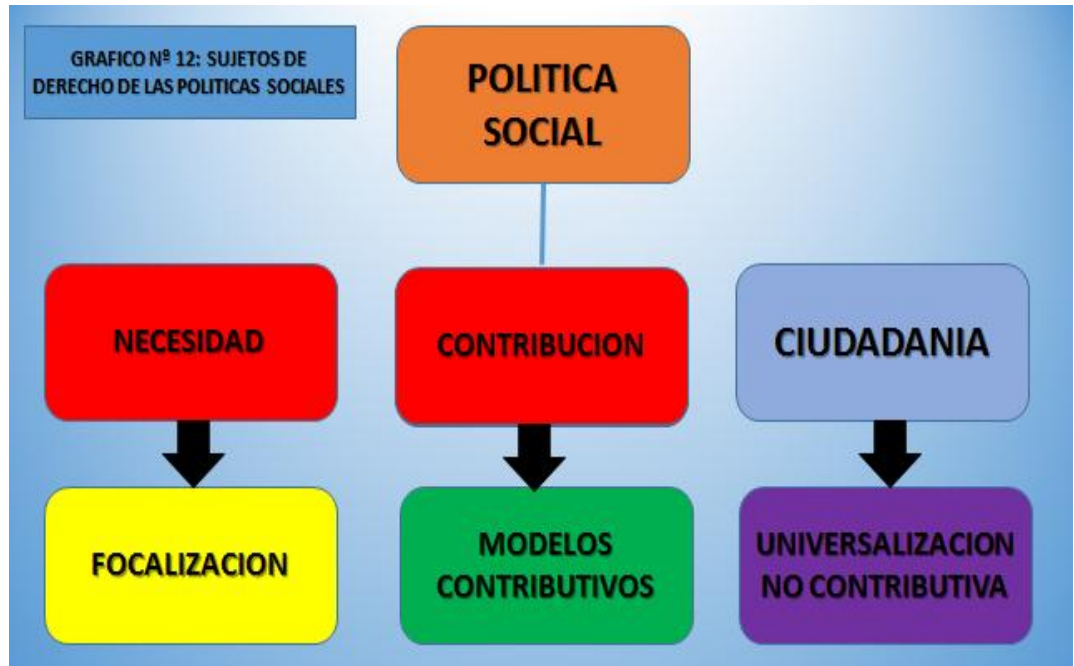 GRAFICO Nº 12: SUJETOS DE
DERECHO DE LAS POLITICAS SOCIALES
POLITICA
SOCIAL
NECESIDAD
CONTRIBUCION
CIUDADANIA
FOCALIZACION
MODELOS
CONTRIBUTIVOS
UNIVERSALIZACION
NO CONTRIBUTIVA